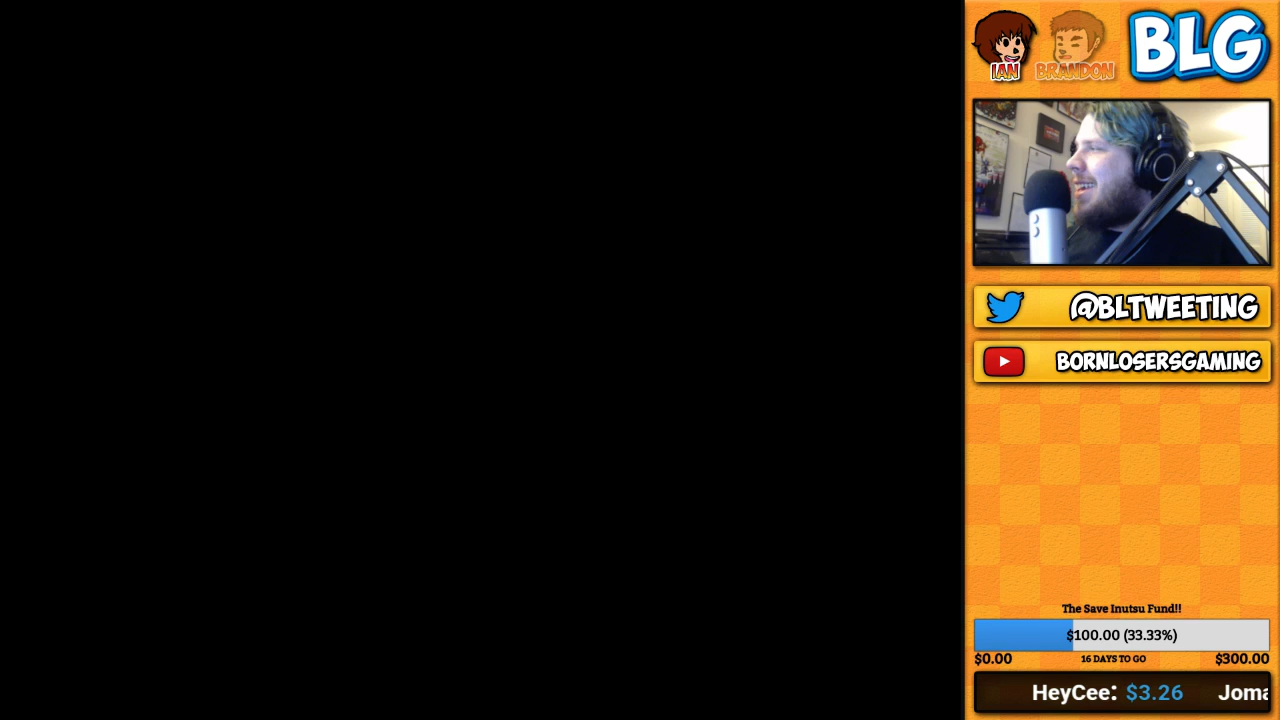 IAN
BRANDON
BLG
@BLTWEETING
BORNLOSERSGAMING
The Save Inutsu Fund!!
$100.00 (33.33%)
$0.00 16 DAYS TO GO $300.00
HeyCee: $3.26